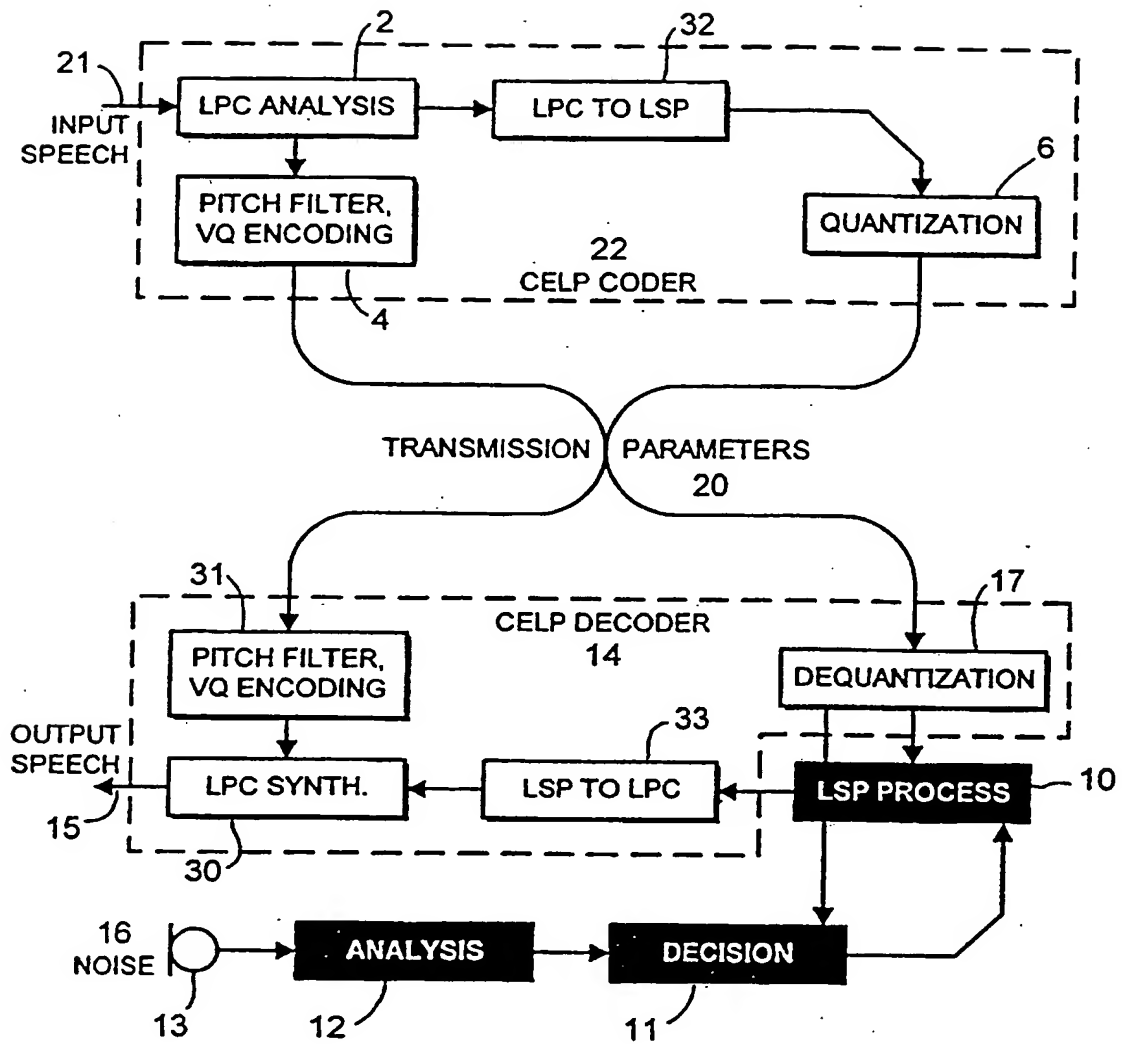 2
32
21
INPUT
SPEECH
LPC ANALYSIS
LPC TO LSP
6
PITCH FILTER,
VQ ENCODING
QUANTIZATION
22
CELP CODER
4
TRANSMISSION PARAMETERS
20
31
17
CELP DECODER
14
PITCH FILTER,
VQ ENCODING
DEQUANTIZATION
33
OUTPUT
SPEECH
LPC SYNTH.
LSP TO LPC
LSP PROCESS
10
15
30
16
NOISE
ANALYSIS
DECISION
13
12
11